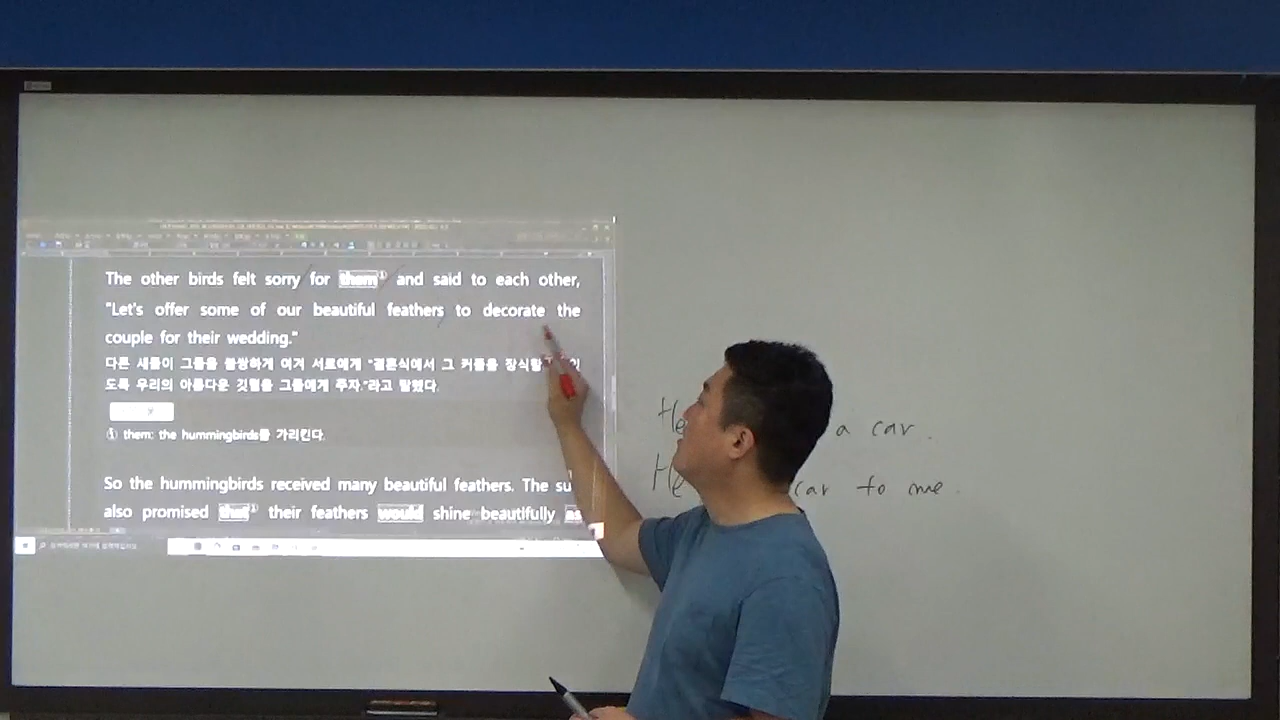 The other birds felt sorry for them① and said to each other,
"Let's offer some of our beautiful feathers to decorate the
couple for their wedding."
다른 새들이 그들을 불쌍하게 여겨 서로에게 "결혼식에서 그 커플을 장식할
도록 우리의 아름다운 깃털을 그들에게 주자."라고 말했다.
① them: the hummingbirds를 가리킨다.
So the hummingbirds received many beautiful feathers. The
also promised that① their feathers would shine beautifully as
He a car.
He car to me.